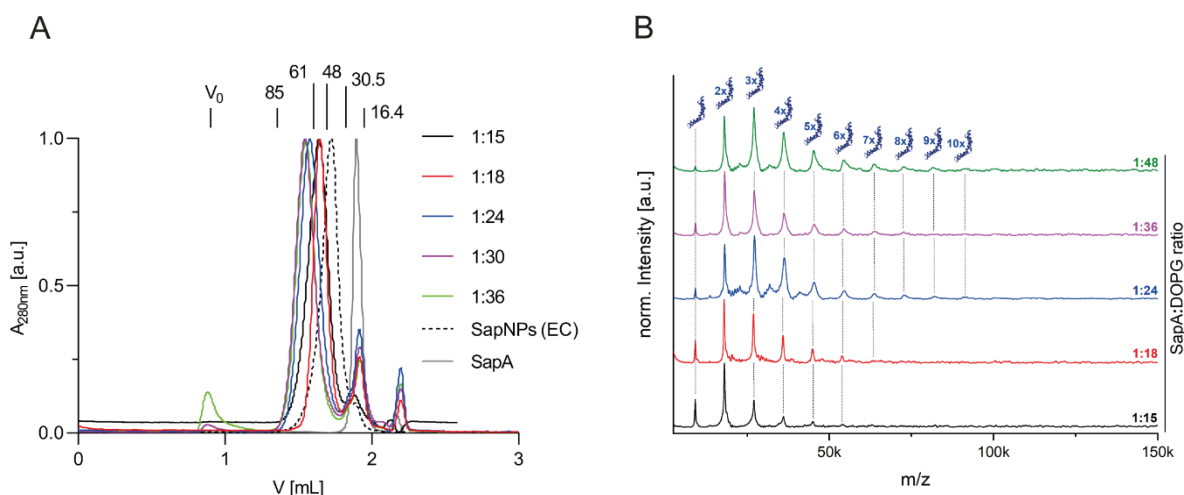 A
V0
85
61
48
30.5
16.4
1.0
0.5
0.0
A280nm [a.u.]
0
1
2
3
V [mL]
1:15
1:18
1:24
1:30
1:36
SapNPs (EC)
SapA
B
2x
3x
4x
5x
6x
7x
8x
9x
10x
norm. Intensity [a.u.]
1:48
1:36
1:24
1:18
1:15
SapA:DOPG ratio
50k
100k
150k
m/z